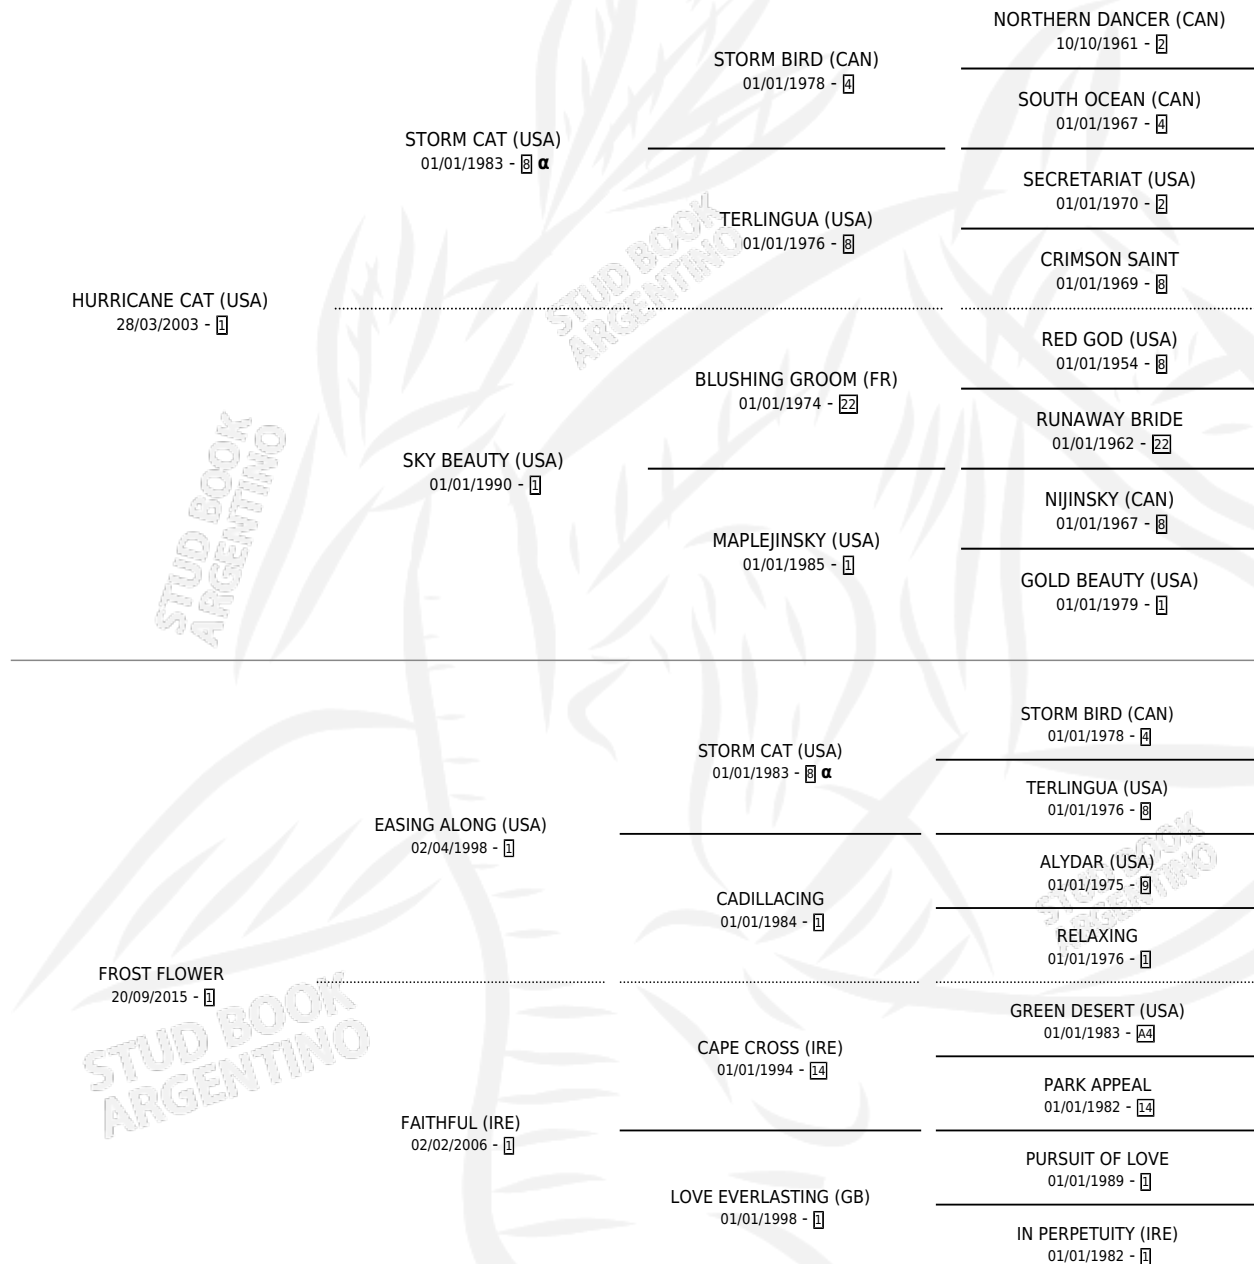 NORTHERN DANCER (CAN)
10/10/1961 - 2
STORM BIRD (CAN)
01/01/1978 - 4
SOUTH OCEAN (CAN)
01/01/1967 - 4
STORM CAT (USA)
01/01/1983 - 8 α
SECRETARIAT (USA)
01/01/1970 - 2
TERLINGUA (USA)
01/01/1976 - 8
CRIMSON SAINT
01/01/1969 - 8
HURRICANE CAT (USA)
28/03/2003 - 1
RED GOD (USA)
01/01/1954 - 8
BLUSHING GROOM (FR)
01/01/1974 - 22
RUNAWAY BRIDE
01/01/1962 - 22
SKY BEAUTY (USA)
01/01/1990 - 1
NIJINSKY (CAN)
01/01/1967 - 8
MAPLEJINSKY (USA)
01/01/1985 - 1
GOLD BEAUTY (USA)
01/01/1979 - 1
STORM BIRD (CAN)
01/01/1978 - 4
STORM CAT (USA)
01/01/1983 - 8 α
TERLINGUA (USA)
01/01/1976 - 8
EASING ALONG (USA)
02/04/1998 - 1
ALYDAR (USA)
01/01/1975 - 9
CADILLACING
01/01/1984 - 1
RELAXING
01/01/1976 - 1
FROST FLOWER
20/09/2015 - 1
GREEN DESERT (USA)
01/01/1983 - A4
CAPE CROSS (IRE)
01/01/1994 - 14
PARK APPEAL
01/01/1982 - 14
FAITHFUL (IRE)
02/02/2006 - 1
PURSUIT OF LOVE
01/01/1989 - 1
LOVE EVERLASTING (GB)
01/01/1998 - 1
IN PERPETUITY (IRE)
01/01/1982 - 1
STUD BOOK
ARGENTINO
STUD BOOK
ARGENTINO
STUD BOOK
ARGENTINO
STUD BOOK
ARGENTINO